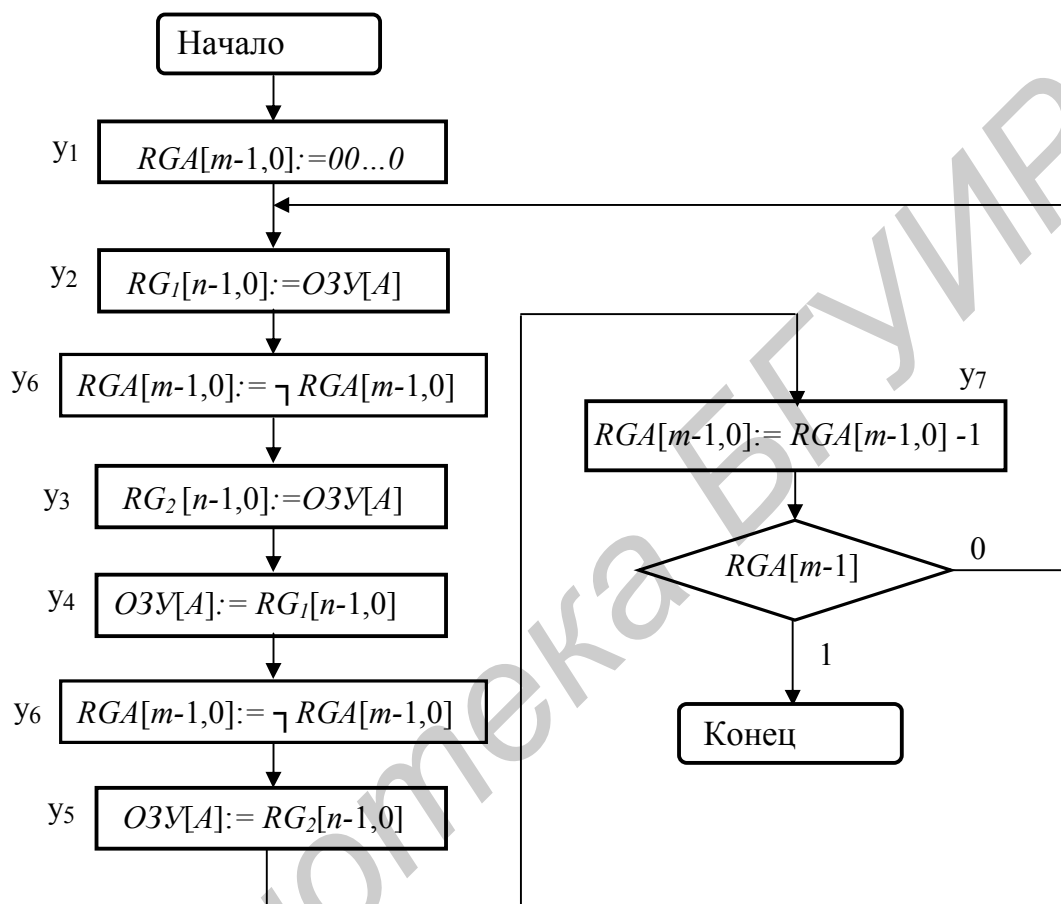 Начало
y1
RGA[m-1,0]:=00...0
y2
RG1[n-1,0]:=ОЗУ[A]
y6
RGA[m-1,0]:= ┐RGA[m-1,0]
y3
RG2 [n-1,0]:=ОЗУ[A]
y4
ОЗУ[A]:= RG1[n-1,0]
y6
RGA[m-1,0]:= ┐RGA[m-1,0]
y5
ОЗУ[A]:= RG2[n-1,0]
y7
RGA[m-1,0]:= RGA[m-1,0] -1
RGA[m-1]
0
1
Конец
БГУИР